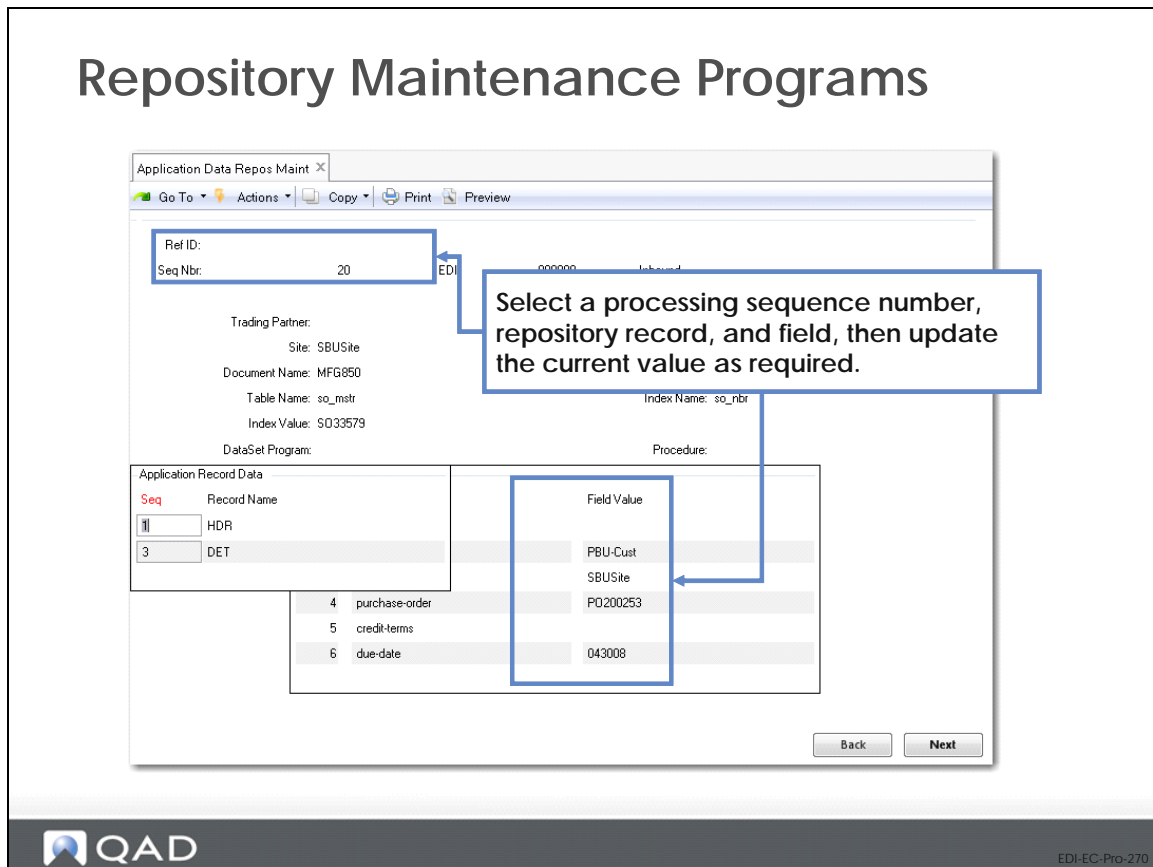 Repository Maintenance Programs
Application Data Repos Maint X
Go To Actions Copy Print Preview
Ref ID:
Seq Nbr: 20 EDI Inbound
Select a processing sequence number,
repository record, and field, then update
the current value as required.
Trading Partner:
Site: SBUSite
Document Name: MFG850
Table Name: so_mstr Index Name: so_nbr
Index Value: SO33579
DataSet Program: Procedure:
Application Record Data
Seq Record Name Field Value
1 HDR
3 DET PBU-Cust
SBUSite
4 purchase-order PO200253
5 credit-terms
6 due-date 043008
Back Next
QAD
EDI-EC-Pro-270